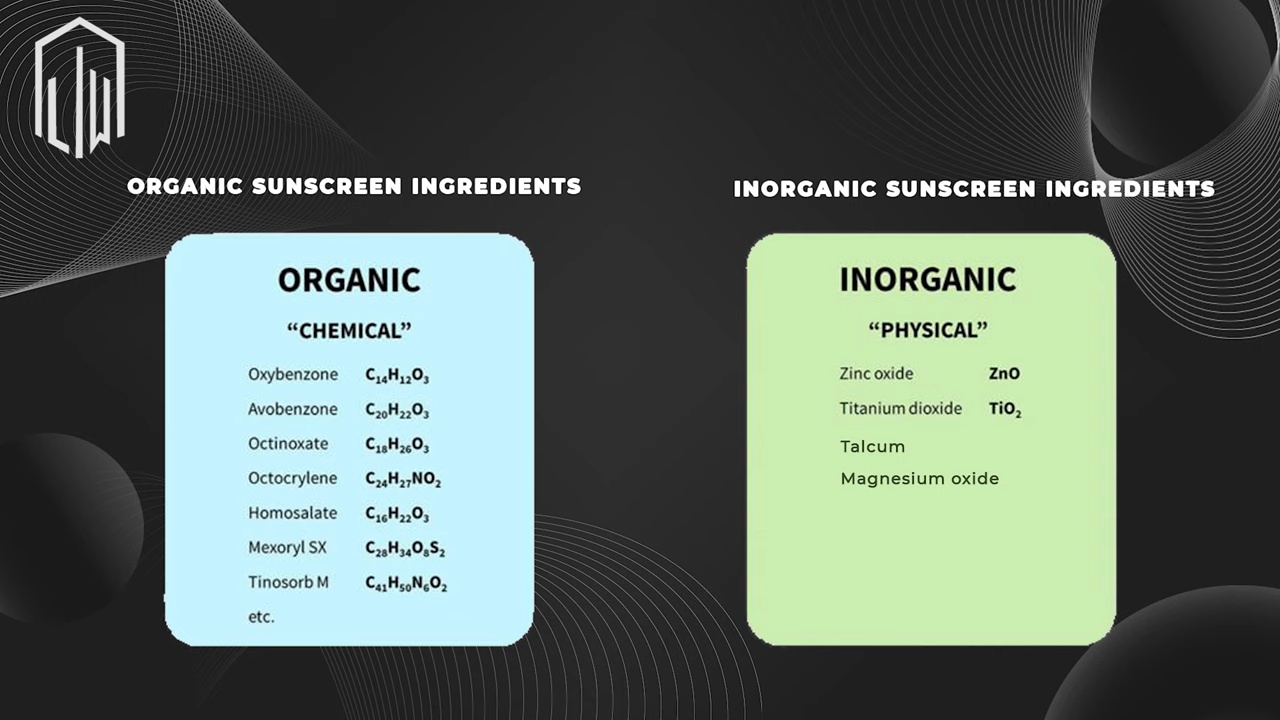 LW
ORGANIC SUNSCREEN INGREDIENTS
ORGANIC
“CHEMICAL”
Oxybenzone C₁₄H₁₂O₃
Avobenzone C₂₀H₂₂O₃
Octinoxate C₁₈H₂₆O₃
Octocrylene C₂₄H₂₇NO₂
Homosalate C₁₆H₂₂O₃
Mexoryl SX C₂₈H₃₄O₈S₂
Tinosorb M C₄₁H₅₀N₆O₂
etc.
INORGANIC SUNSCREEN INGREDIENTS
INORGANIC
“PHYSICAL”
Zinc oxide ZnO
Titanium dioxide TiO₂
Talcum
Magnesium oxide